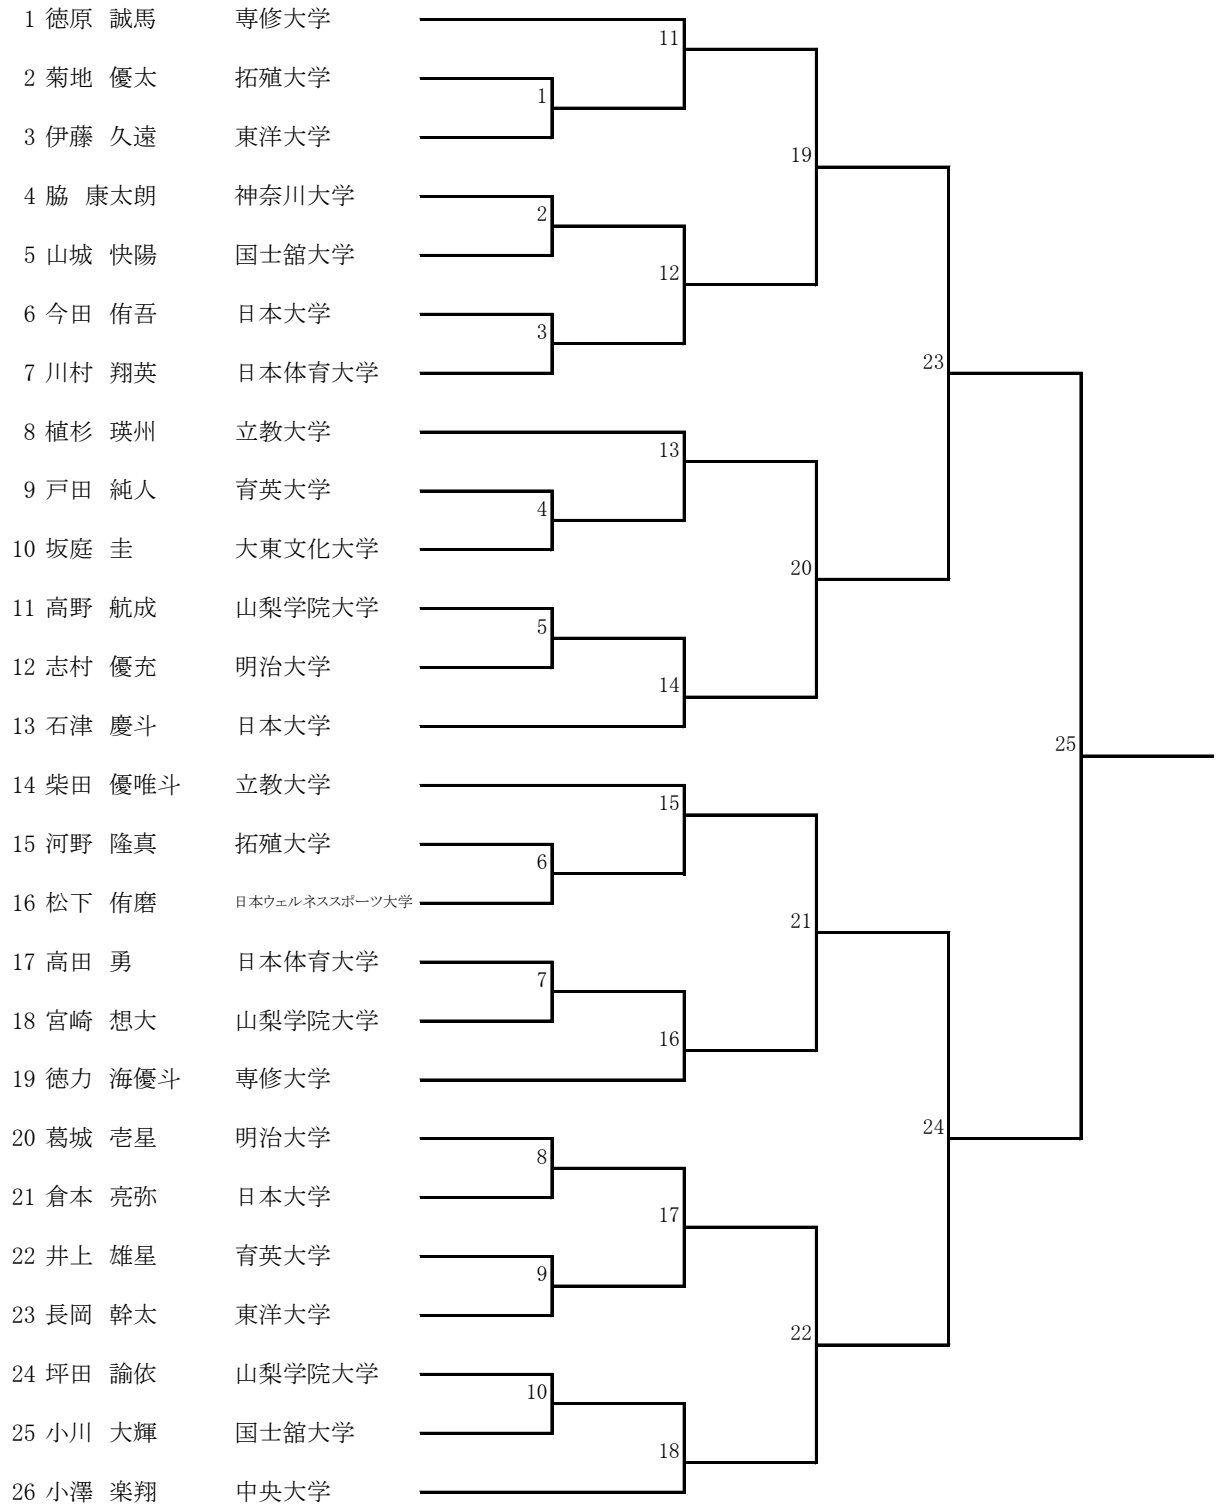 1 徳原 誠馬 専修大学
11
2 菊地 優太 拓殖大学
1
3 伊藤 久遠 東洋大学
19
4 脇 康太朗 神奈川大学
2
5 山城 快陽 国士舘大学
12
6 今田 侑吾 日本大学
3
7 川村 翔英 日本体育大学
23
8 植杉 瑛州 立教大学
13
9 戸田 純人 育英大学
4
10 坂庭 圭 大東文化大学
20
11 高野 航成 山梨学院大学
5
12 志村 優充 明治大学
14
13 石津 慶斗 日本大学
25
14 柴田 優唯斗 立教大学
15
15 河野 隆真 拓殖大学
6
16 松下 侑磨 日本ウェルネススポーツ大学
21
17 高田 勇 日本体育大学
7
18 宮崎 想大 山梨学院大学
16
19 徳力 海優斗 専修大学
24
20 葛城 壱星 明治大学
8
21 倉本 亮弥 日本大学
17
22 井上 雄星 育英大学
9
23 長岡 幹太 東洋大学
22
24 坪田 諭依 山梨学院大学
10
25 小川 大輝 国士舘大学
18
26 小澤 楽翔 中央大学